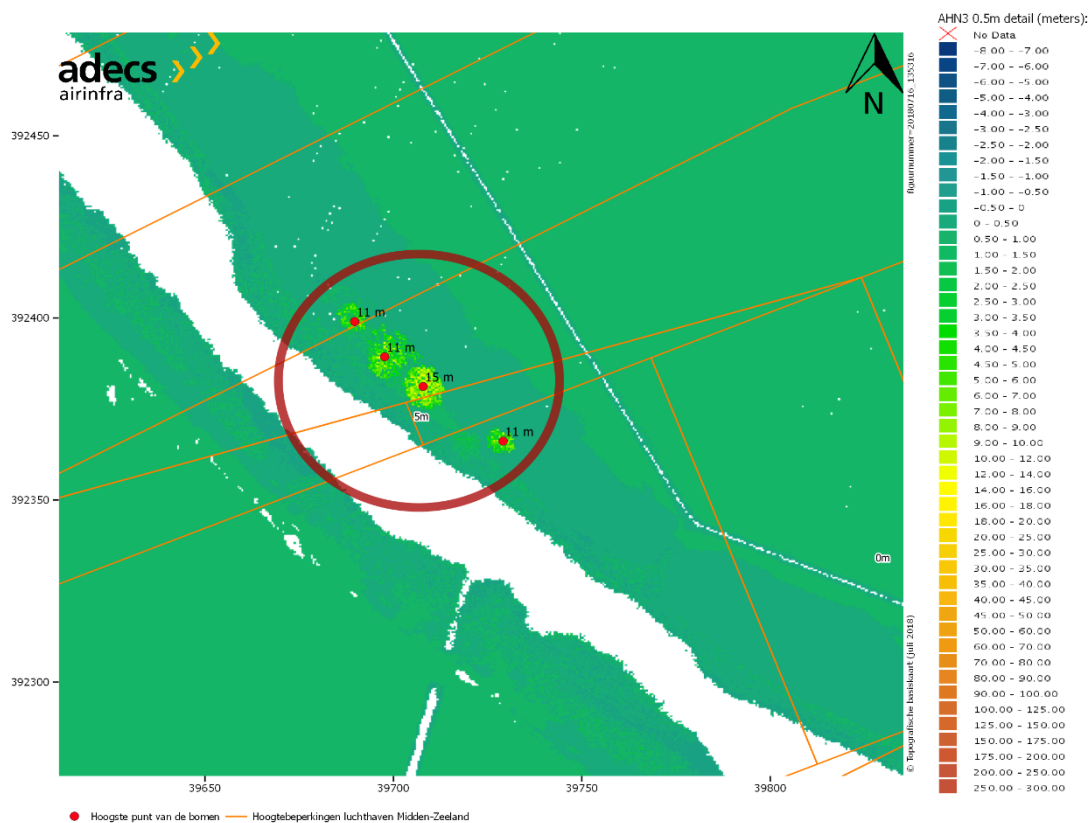 adecs
airinfra
N
392450
392400
392350
392300
39650
39700
39750
39800
11 m
11 m
15 m
5m
11 m
0m
figuurnummer=20180716_135316
© Topografische basiskaart (juli 2018)
Hoogste punt van de bomen
Hoogtebeperkingen luchthaven Midden-Zeeland
AHN3 0.5m detail (meters):
No Data
-8.00 - -7.00
-7.00 - -6.00
-6.00 - -5.00
-5.00 - -4.00
-4.00 - -3.00
-3.00 - -2.50
-2.50 - -2.00
-2.00 - -1.50
-1.50 - -1.00
-1.00 - -0.50
-0.50 - 0
0 - 0.50
0.50 - 1.00
1.00 - 1.50
1.50 - 2.00
2.00 - 2.50
2.50 - 3.00
3.00 - 3.50
3.50 - 4.00
4.00 - 4.50
4.50 - 5.00
5.00 - 6.00
6.00 - 7.00
7.00 - 8.00
8.00 - 9.00
9.00 - 10.00
10.00 - 12.00
12.00 - 14.00
14.00 - 16.00
16.00 - 18.00
18.00 - 20.00
20.00 - 25.00
25.00 - 30.00
30.00 - 35.00
35.00 - 40.00
40.00 - 45.00
45.00 - 50.00
50.00 - 60.00
60.00 - 70.00
70.00 - 80.00
80.00 - 90.00
90.00 - 100.00
100.00 - 125.00
125.00 - 150.00
150.00 - 175.00
175.00 - 200.00
200.00 - 250.00
250.00 - 300.00